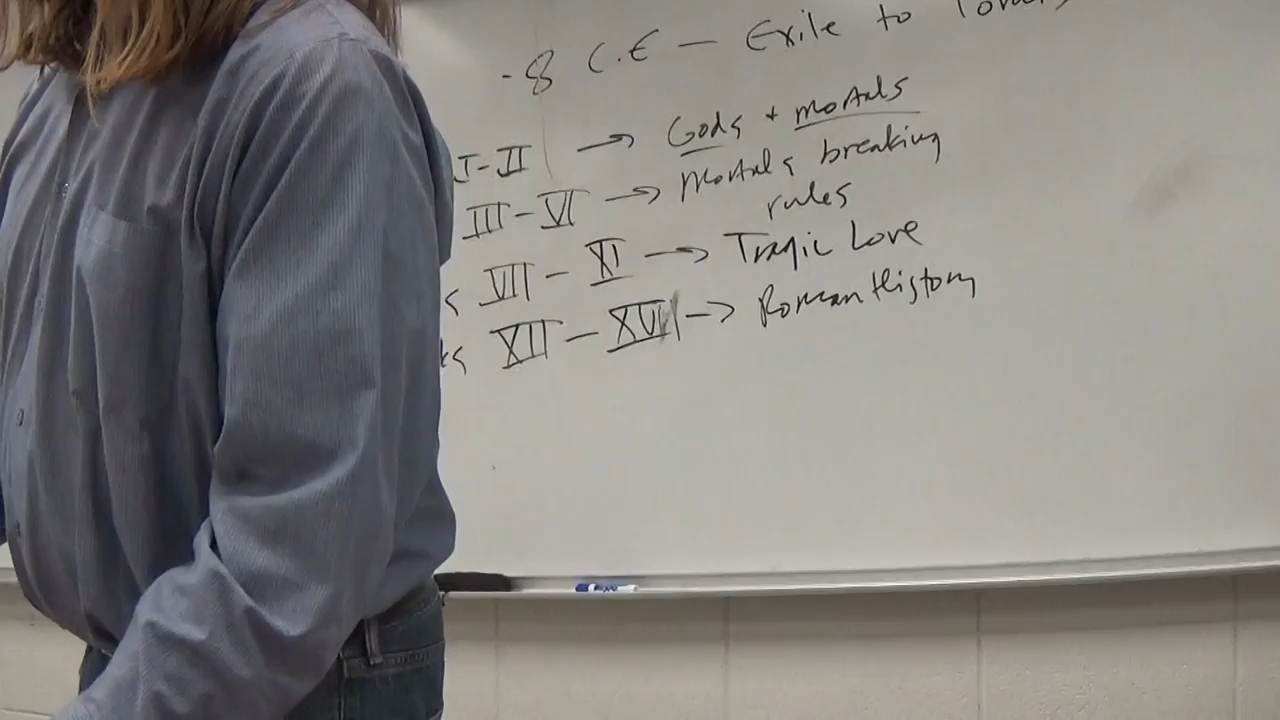 - 8 C.E — Exile to
I-II → Gods + mortals
III - VI → Mortals breaking
rules
VII - XI → Tragic Love
XII - XVI → Roman History
EXPO